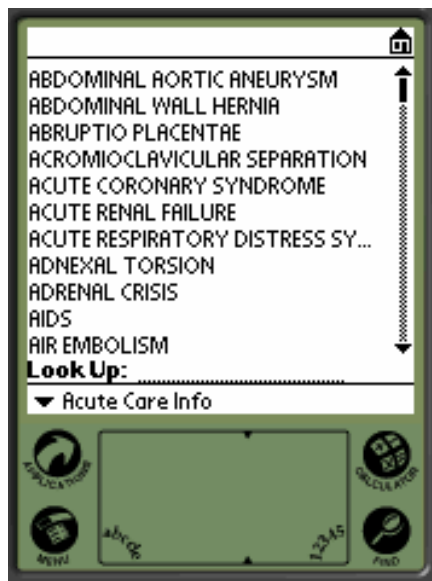 ABDOMINAL AORTIC ANEURYSM
ABDOMINAL WALL HERNIA
ABRUPTIO PLACENTAE
ACROMIOCLAVICULAR SEPARATION
ACUTE CORONARY SYNDROME
ACUTE RENAL FAILURE
ACUTE RESPIRATORY DISTRESS SY...
ADNEXAL TORSION
ADRENAL CRISIS
AIDS
AIR EMBOLISM
Look Up:
Acute Care Info
APPLICATIONS
CALCULATOR
abcde
12345
MENU
FIND